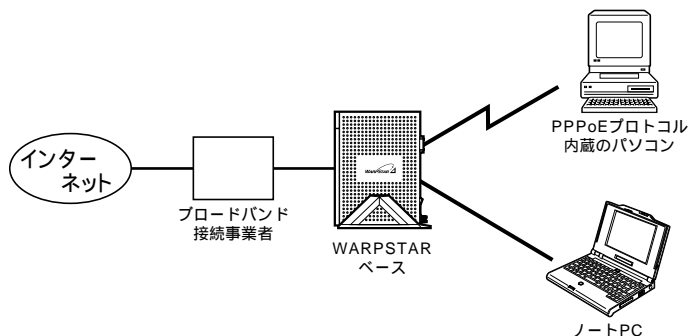 インター
ネット
ブロードバンド
接続事業者
WARPSTAR
WARPSTAR
ベース
PPPoEプロトコル
内蔵のパソコン
ノートPC